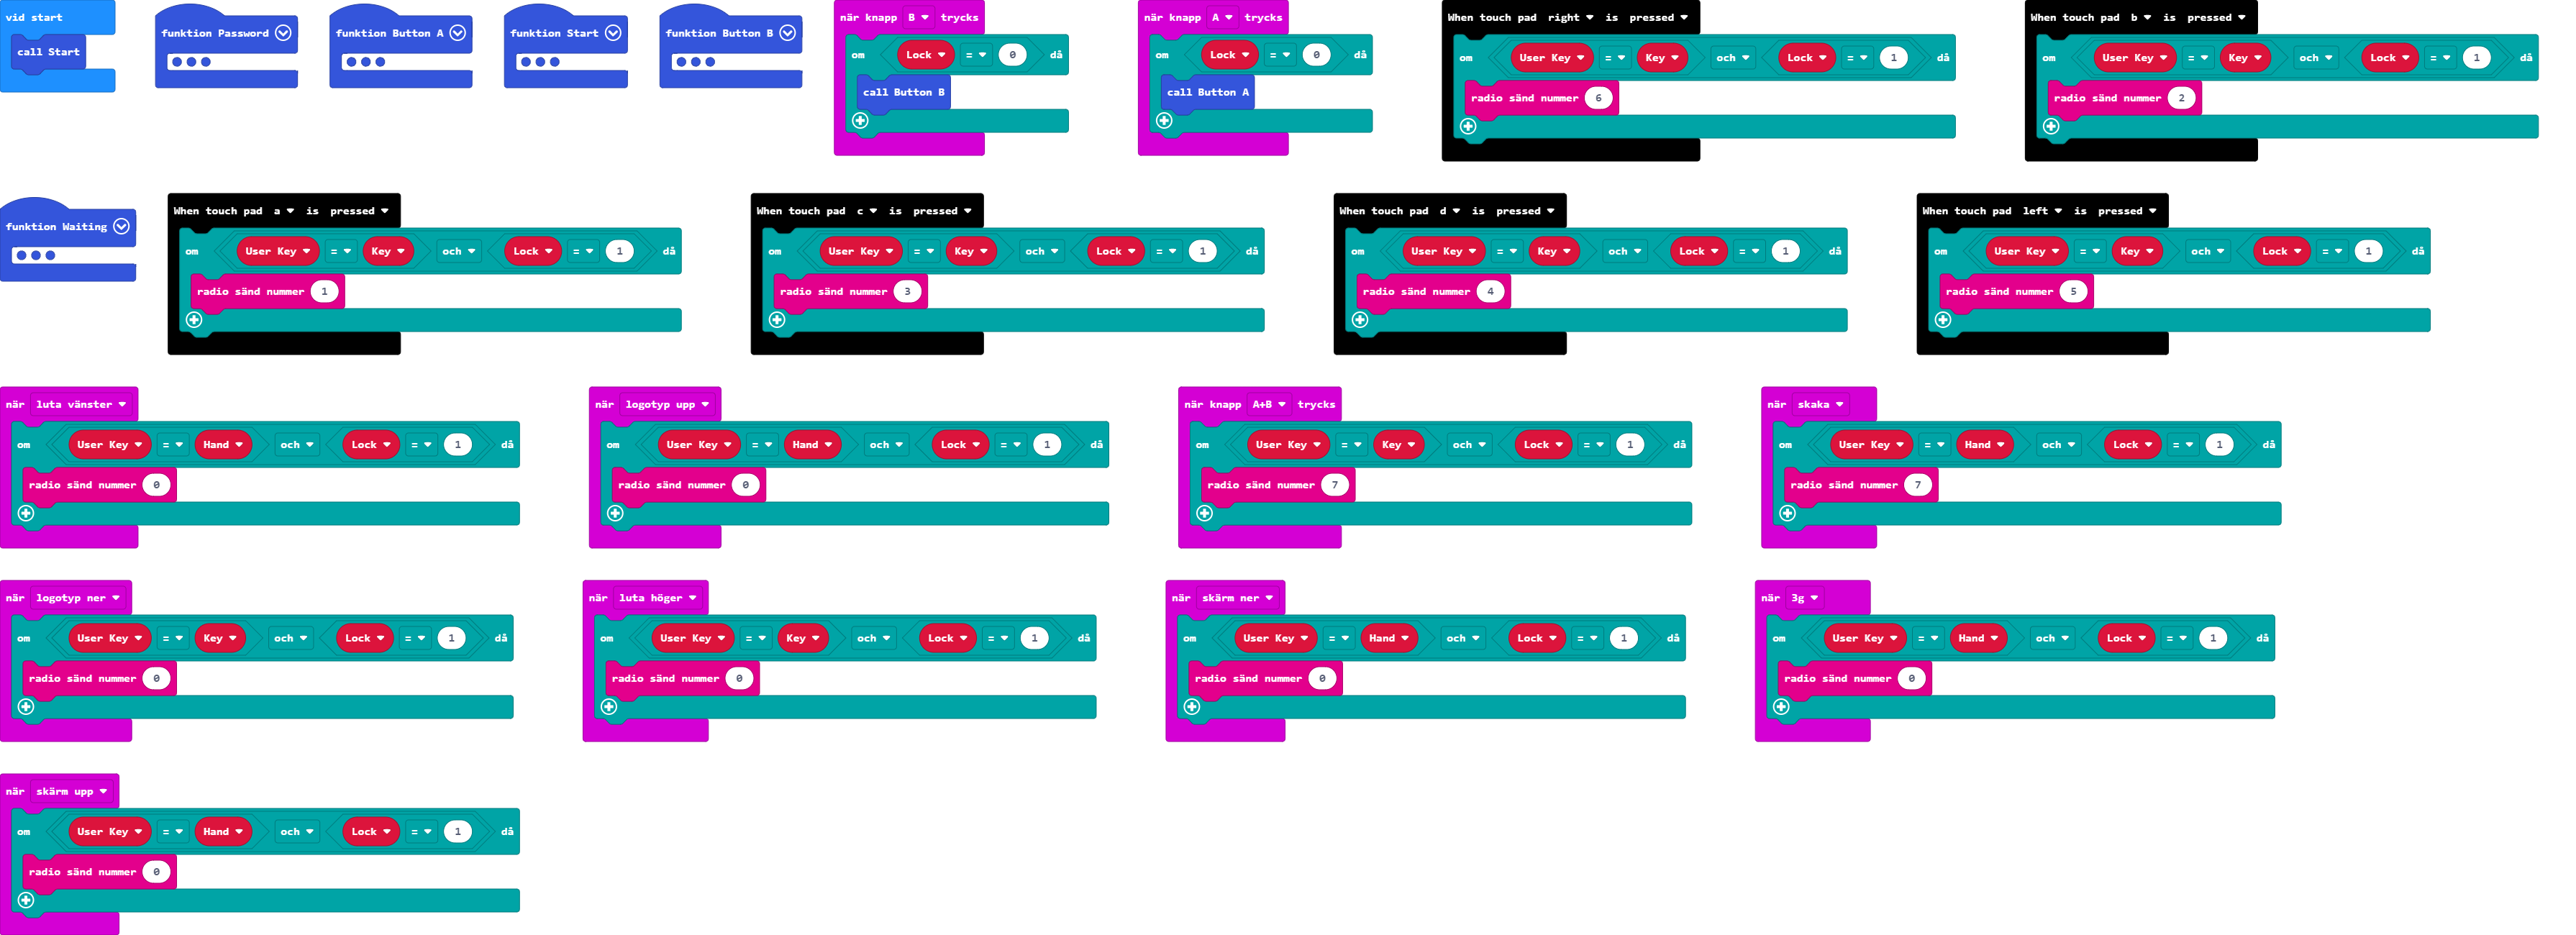 vid start
call Start
funktion Password
funktion Button A
funktion Start
funktion Button B
när knapp B trycks
om Lock = 0 då
call Button B
när knapp A trycks
om Lock = 0 då
call Button A
When touch pad right is pressed
om User Key = Key och Lock = 1 då
radio sänd nummer 6
When touch pad b is pressed
om User Key = Key och Lock = 1 då
radio sänd nummer 2
funktion Waiting
When touch pad a is pressed
om User Key = Key och Lock = 1 då
radio sänd nummer 1
When touch pad c is pressed
om User Key = Key och Lock = 1 då
radio sänd nummer 3
When touch pad d is pressed
om User Key = Key och Lock = 1 då
radio sänd nummer 4
When touch pad left is pressed
om User Key = Key och Lock = 1 då
radio sänd nummer 5
när luta vänster
om User Key = Hand och Lock = 1 då
radio sänd nummer 0
när logotyp upp
om User Key = Hand och Lock = 1 då
radio sänd nummer 0
när knapp A+B trycks
om User Key = Key och Lock = 1 då
radio sänd nummer 7
när skaka
om User Key = Hand och Lock = 1 då
radio sänd nummer 7
när logotyp ner
om User Key = Key och Lock = 1 då
radio sänd nummer 0
när luta höger
om User Key = Key och Lock = 1 då
radio sänd nummer 0
när skärm ner
om User Key = Hand och Lock = 1 då
radio sänd nummer 0
när 3g
om User Key = Hand och Lock = 1 då
radio sänd nummer 0
när skärm upp
om User Key = Hand och Lock = 1 då
radio sänd nummer 0